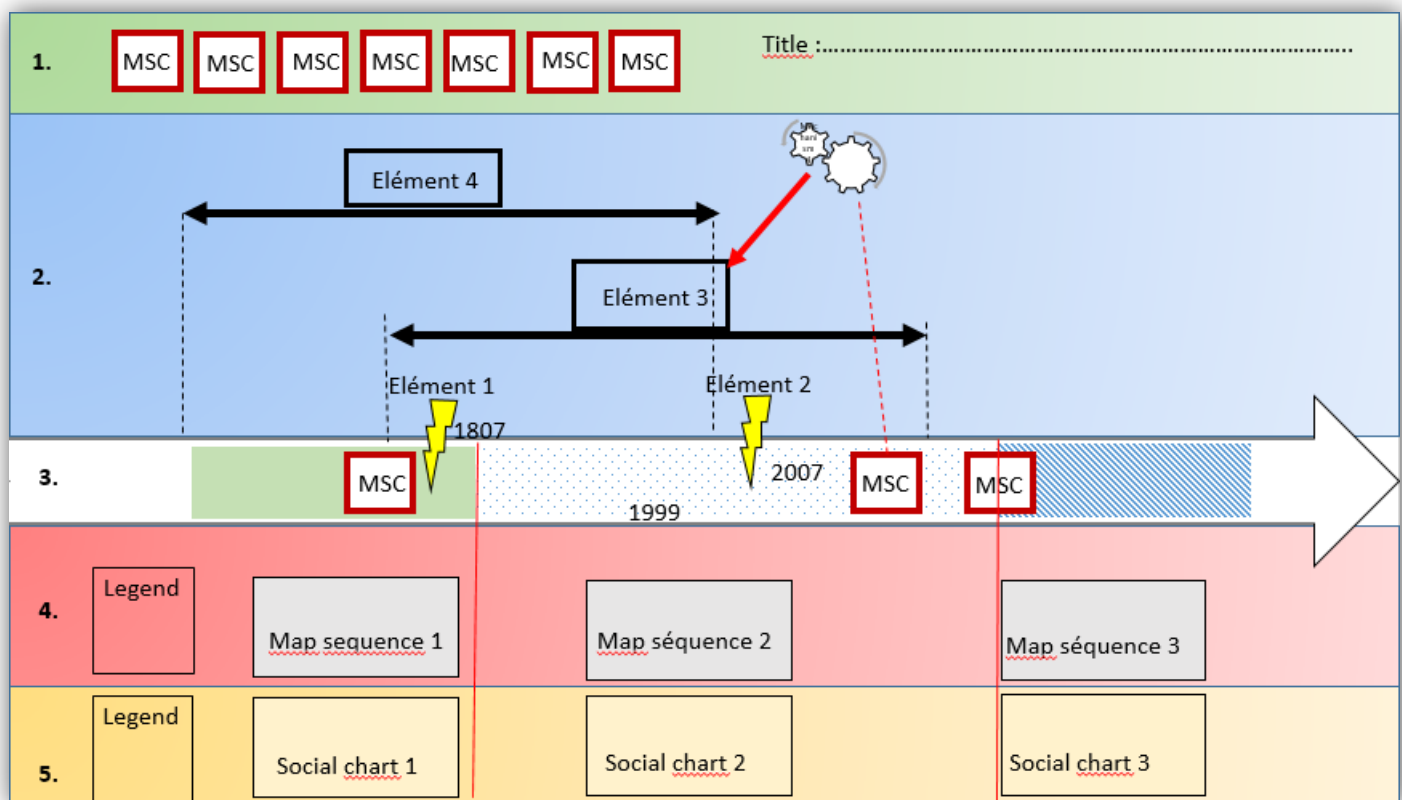 1.
MSC MSC MSC MSC MSC MSC MSC
Title :......................................................................................
2.
Elément 4
Elément 3
Elément 1
Elément 2
1807
3.
MSC
2007
MSC
MSC
1999
4.
Legend
Map sequence 1
Map séquence 2
Map séquence 3
5.
Legend
Social chart 1
Social chart 2
Social chart 3